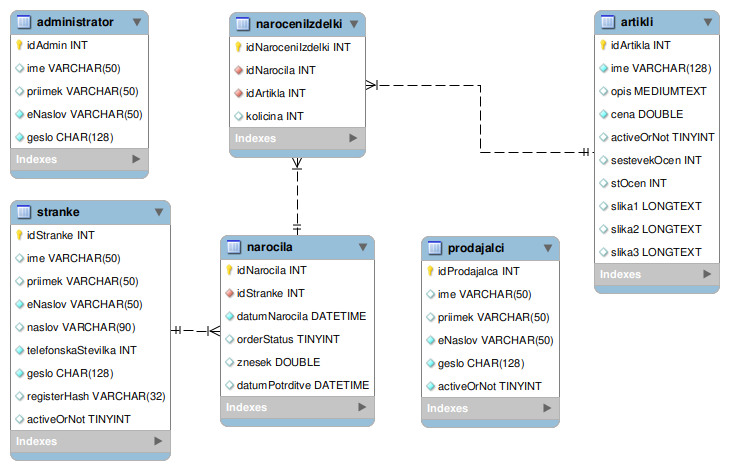 administrator
idAdmin INT
ime VARCHAR(50)
priimek VARCHAR(50)
eNaslov VARCHAR(50)
geslo CHAR(128)
Indexes
naroceniIzdelki
idNaroceniIzdelki INT
idNarocila INT
idArtikla INT
kolicina INT
Indexes
artikli
idArtikla INT
ime VARCHAR(128)
opis MEDIUMTEXT
cena DOUBLE
activeOrNot TINYINT
sestevekOcen INT
stOcen INT
slika1 LONGTEXT
slika2 LONGTEXT
slika3 LONGTEXT
Indexes
stranke
idStranke INT
ime VARCHAR(50)
priimek VARCHAR(50)
eNaslov VARCHAR(50)
naslov VARCHAR(90)
telefonskaStevilka INT
geslo CHAR(128)
registerHash VARCHAR(32)
activeOrNot TINYINT
Indexes
narocila
idNarocila INT
idStranke INT
datumNarocila DATETIME
orderStatus TINYINT
znesek DOUBLE
datumPotrditve DATETIME
Indexes
prodajalci
idProdajalca INT
ime VARCHAR(50)
priimek VARCHAR(50)
eNaslov VARCHAR(50)
geslo CHAR(128)
activeOrNot TINYINT
Indexes